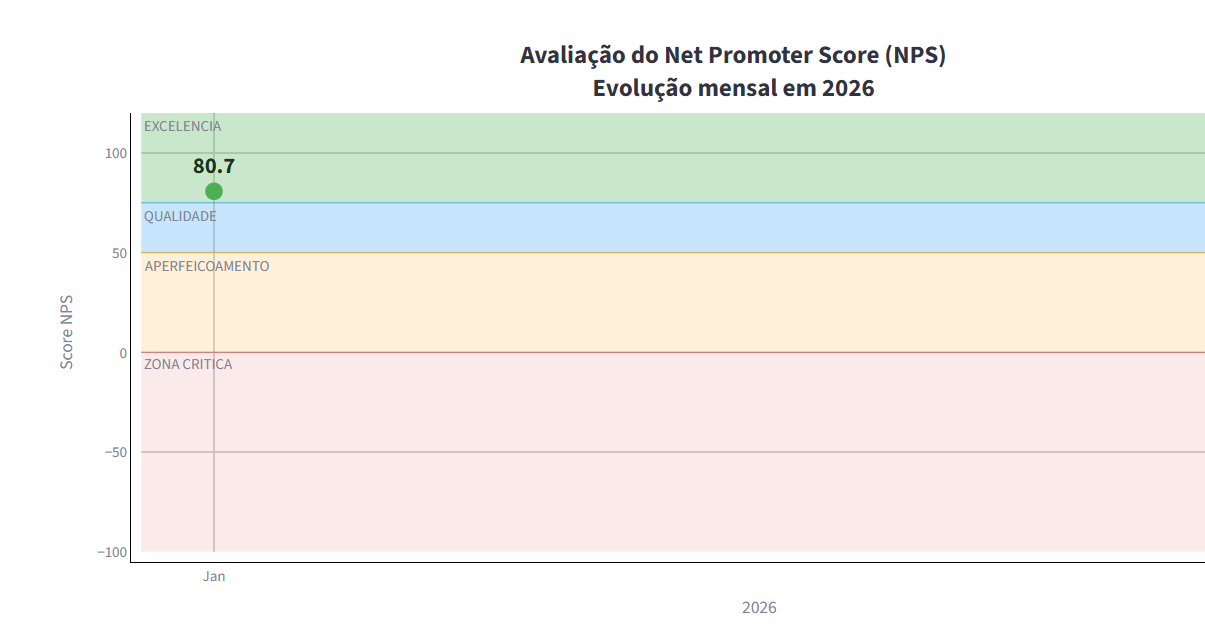 Avaliação do Net Promoter Score (NPS)
Evolução mensal em 2026
EXCELENCIA
100
80.7
QUALIDADE
50
APERFEICOAMENTO
Score NPS
0
ZONA CRITICA
−50
−100
Jan
2026